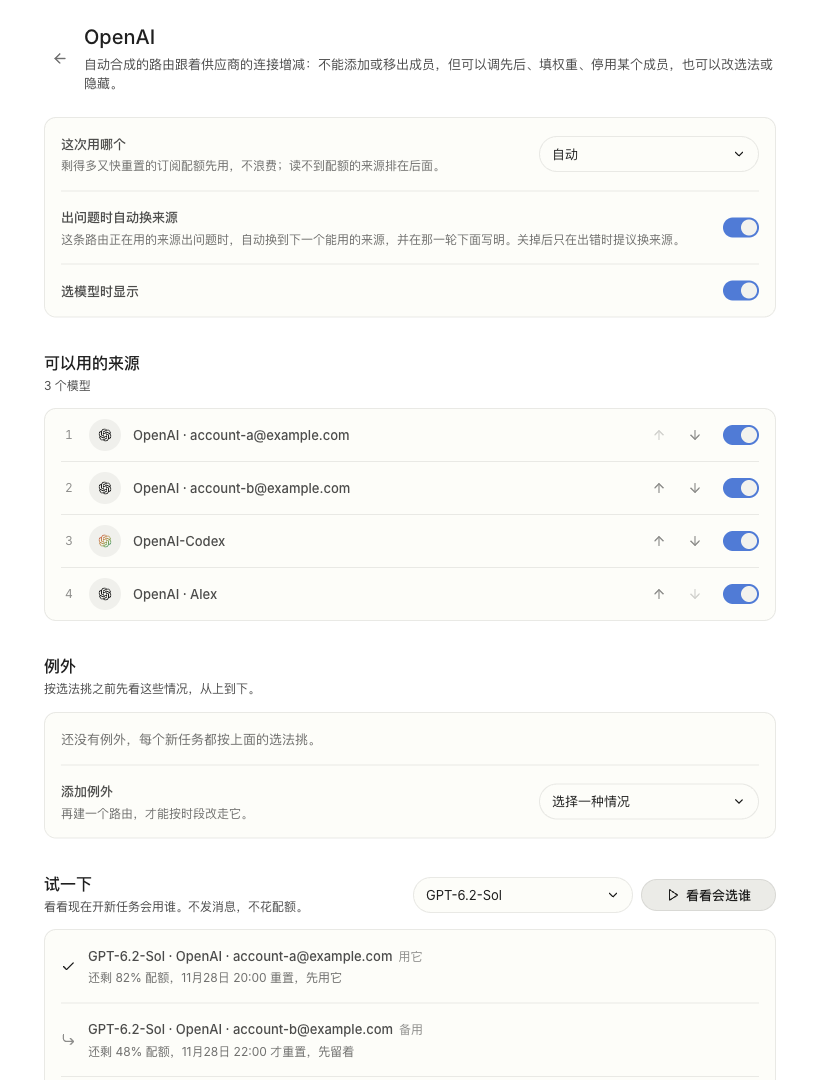 OpenAI
自动合成的路由跟着供应商的连接增减：不能添加或移出成员，但可以调先后、填权重、停用某个成员，也可以改选法或
隐藏。
这次用哪个
剩得多又快重置的订阅配额先用，不浪费；读不到配额的来源排在后面。
自动
出问题时自动换来源
这条路由正在用的来源出问题时，自动换到下一个能用的来源，并在那一轮下面写明。关掉后只在出错时提议换来源。
选模型时显示
可以用的来源
3 个模型
1 OpenAI · account-a@example.com
2 OpenAI · account-b@example.com
3 OpenAI-Codex
4 OpenAI · Alex
例外
按选法挑之前先看这些情况，从上到下。
还没有例外，每个新任务都按上面的选法挑。
添加例外
再建一个路由，才能按时段改走它。
选择一种情况
试一下
看看现在开新任务会用谁。不发消息，不花配额。
GPT-6.2-Sol
看看会选谁
GPT-6.2-Sol · OpenAI · account-a@example.com 用它
还剩 82% 配额，11月28日 20:00 重置，先用它
GPT-6.2-Sol · OpenAI · account-b@example.com 备用
还剩 48% 配额，11月28日 22:00 才重置，先留着